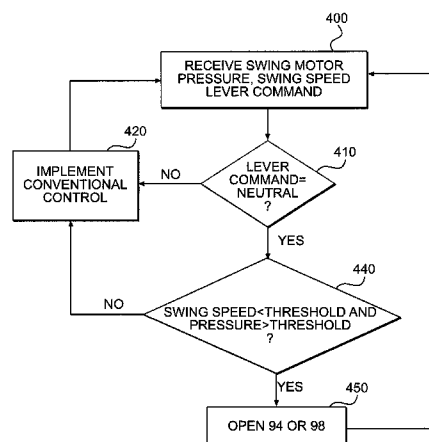 400
RECEIVE SWING MOTOR
PRESSURE, SWING SPEED
LEVER COMMAND
420
IMPLEMENT
CONVENTIONAL
CONTROL
410
LEVER
COMMAND=
NEUTRAL
?
NO
YES
440
SWING SPEED<THRESHOLD AND
PRESSURE>THRESHOLD
?
NO
YES
450
OPEN 94 OR 98